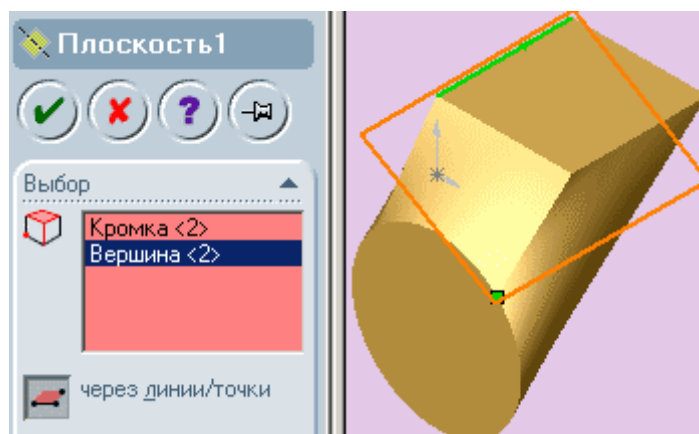 Плоскость1
?
Выбор
Кромка <2>
Вершина <2>
через линии/точки